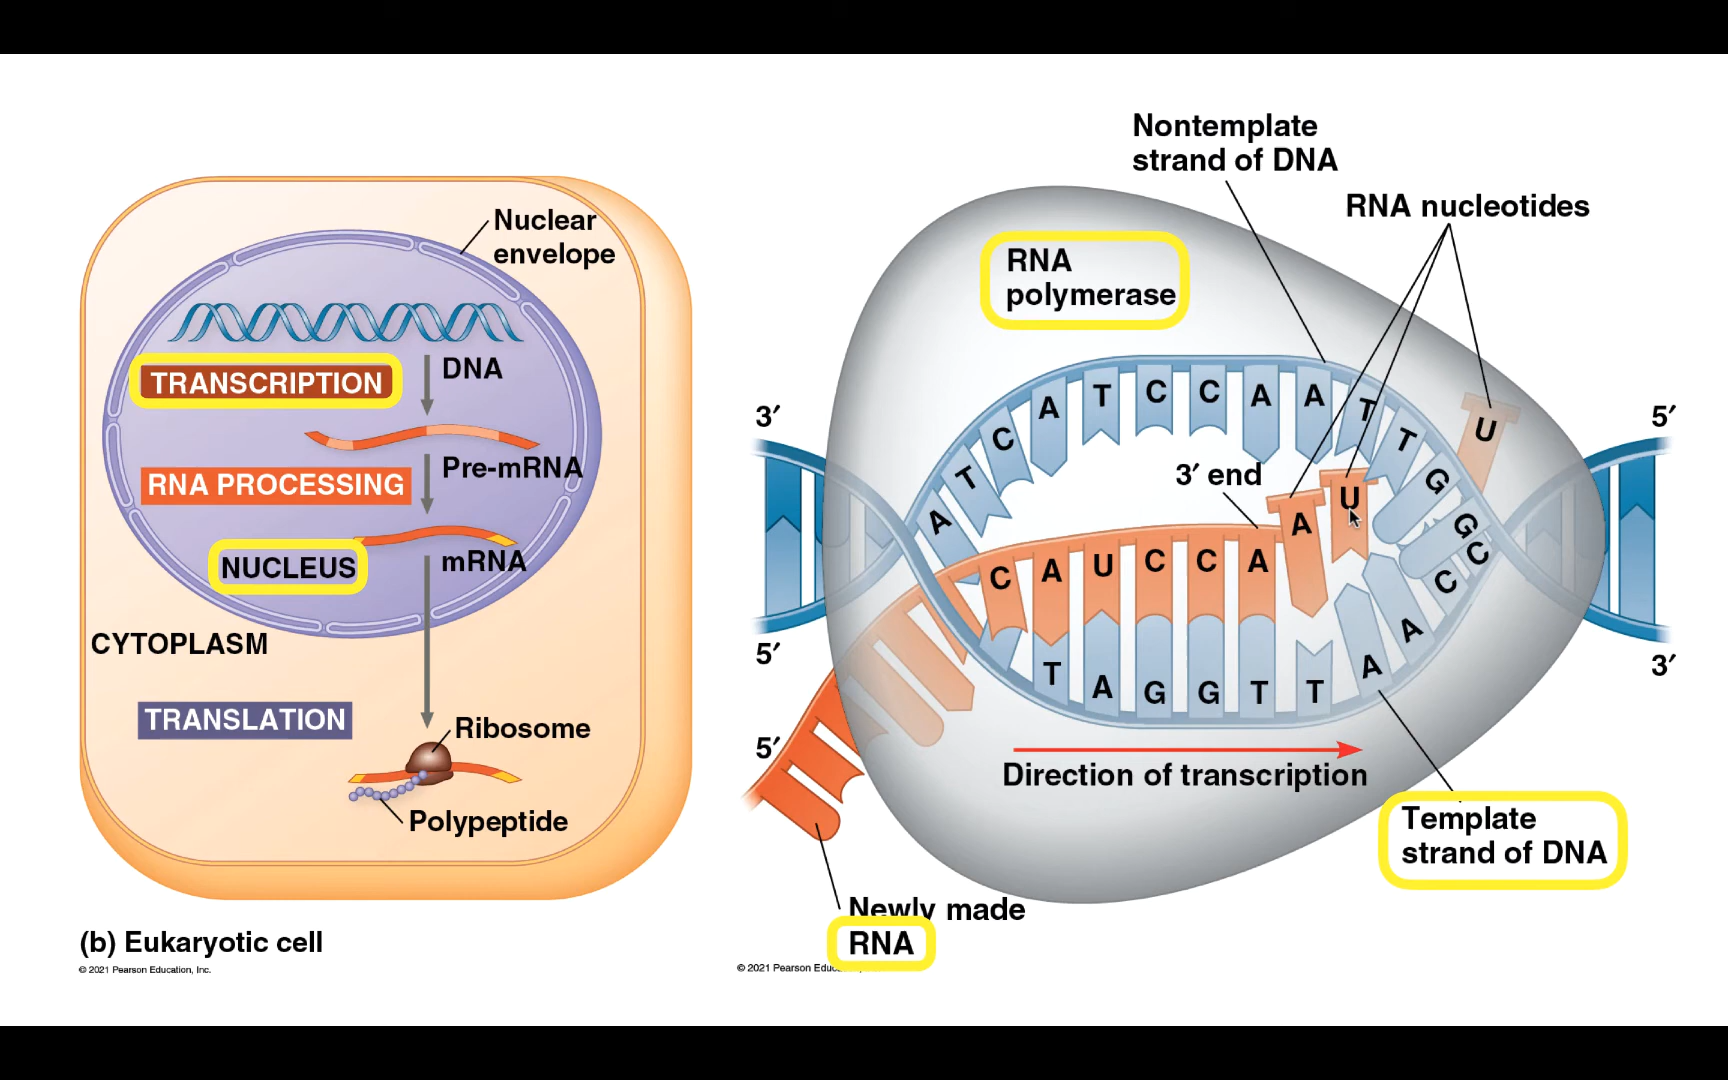 Nuclear
envelope
TRANSCRIPTION
DNA
Pre-mRNA
RNA PROCESSING
mRNA
NUCLEUS
CYTOPLASM
TRANSLATION
Ribosome
Polypeptide
(b) Eukaryotic cell
© 2021 Pearson Education, Inc.
Nontemplate
strand of DNA
RNA nucleotides
RNA
polymerase
3′
5′
A T C A T C C A A T T G G
U
3′ end
A U
C A U C C A
T A G G T T A A C C
5′
3′
5′
Direction of transcription
Template
strand of DNA
Newly made
RNA
© 2021 Pearson